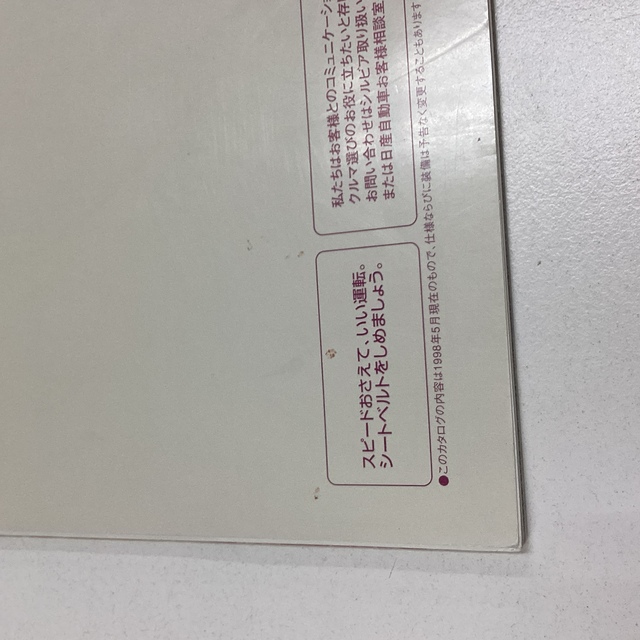 スピードおさえて、いい運転。
シートベルトをしめましょう。
私たちはお客様とのコミュニケーショ
クルマ選びのお役に立ちたいと存
お問い合わせはシルビア取り扱い
または日産自動車お客様相談室
●このカタログの内容は1998年5月現在のもので、仕様ならびに装備は予告なく変更することもあります